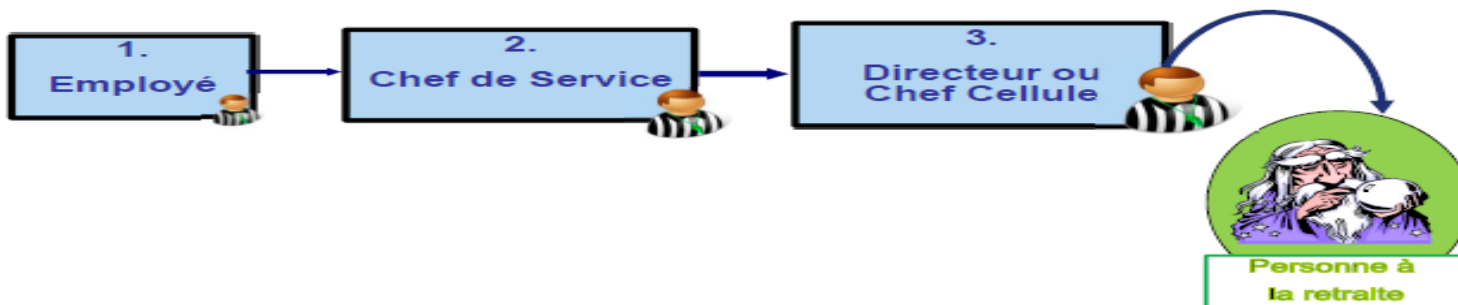 1.
Employé
2.
Chef de Service
3.
Directeur ou
Chef Cellule
Personne à
la retraite